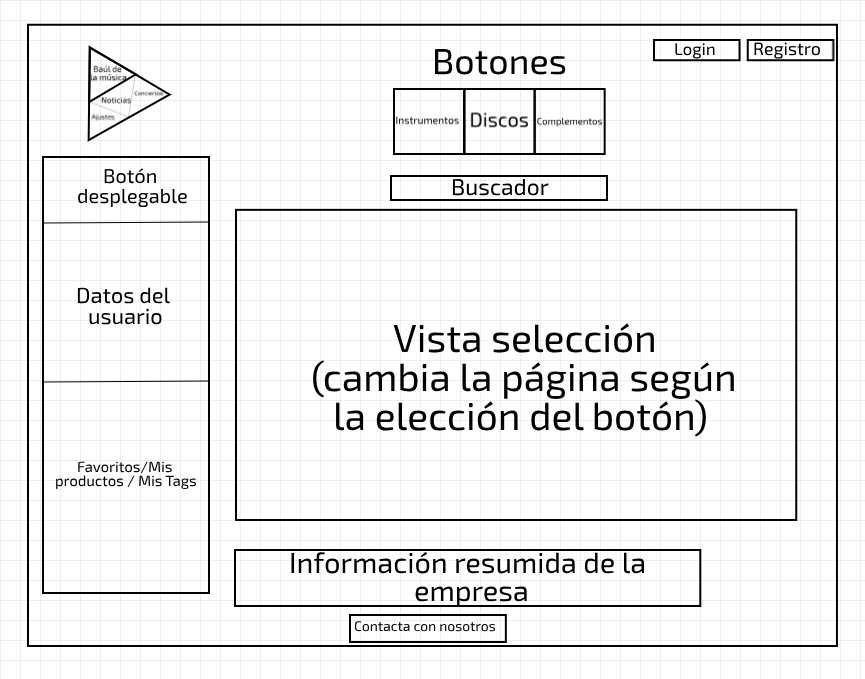 Login
Registro
Botones
Baúl de
la música
Conciertos
Noticias
Ajustes
Instrumentos
Discos
Complementos
Botón
desplegable
Buscador
Datos del
usuario
Vista selección
(cambia la página según
la elección del botón)
Favoritos/Mis
productos / Mis Tags
Información resumida de la
empresa
Contacta con nosotros